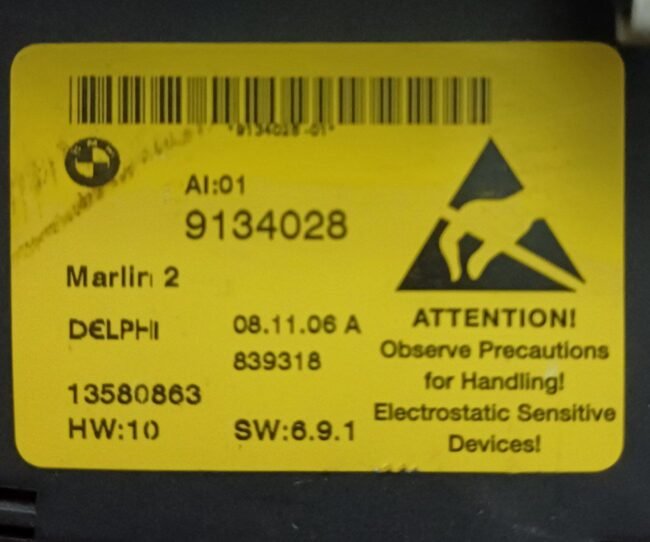 *9134028-01*
BMW
AI:01
9134028
Marlin 2
DELPHI
08.11.06 A
839318
13580863
HW:10
SW:6.9.1
ATTENTION!
Observe Precautions
for Handling!
Electrostatic Sensitive
Devices!